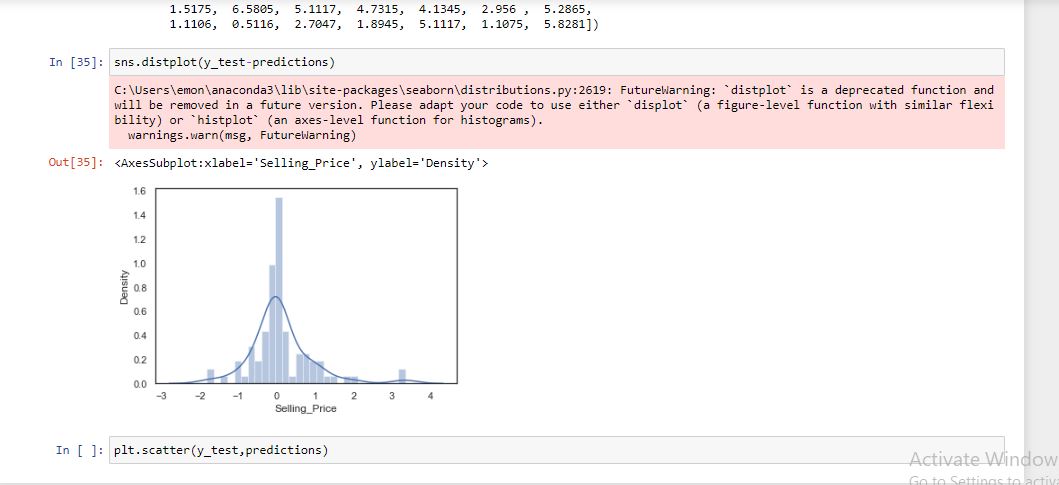 1.5175, 6.5805, 5.1117, 4.7315, 4.1345, 2.956 , 5.2865,
1.1106, 0.5116, 2.7047, 1.8945, 5.1117, 1.1075, 5.8281])
In [35]: sns.distplot(y_test-predictions)
C:\Users\emon\anaconda3\lib\site-packages\seaborn\distributions.py:2619: FutureWarning: `distplot` is a deprecated function and
will be removed in a future version. Please adapt your code to use either `displot` (a figure-level function with similar flexi
bility) or `histplot` (an axes-level function for histograms).
warnings.warn(msg, FutureWarning)
Out[35]: <AxesSubplot:xlabel='Selling_Price', ylabel='Density'>
1.6
1.4
1.2
1.0
0.8
0.6
0.4
0.2
0.0
Density
-3 -2 -1 0 1 2 3 4
Selling_Price
In [ ]: plt.scatter(y_test,predictions)
Activate Window
Go to Settings to activ